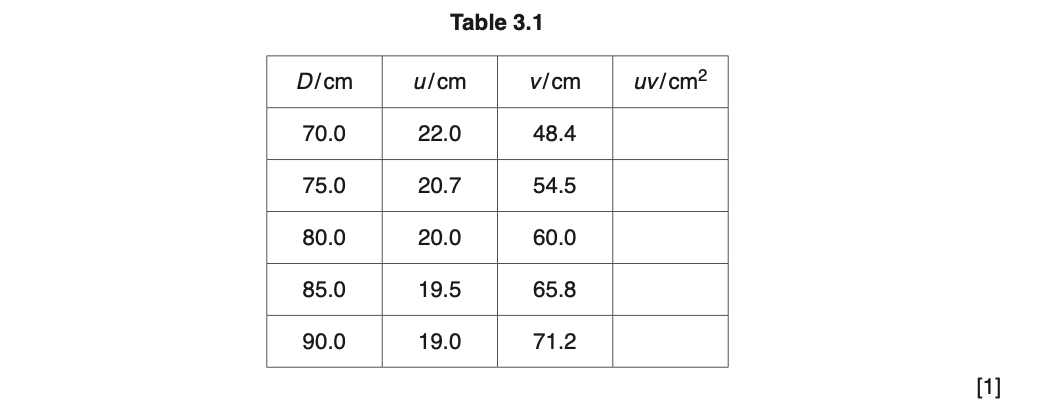 Table 3.1
D/cm u/cm v/cm uv/cm²
70.0 22.0 48.4
75.0 20.7 54.5
80.0 20.0 60.0
85.0 19.5 65.8
90.0 19.0 71.2
[1]